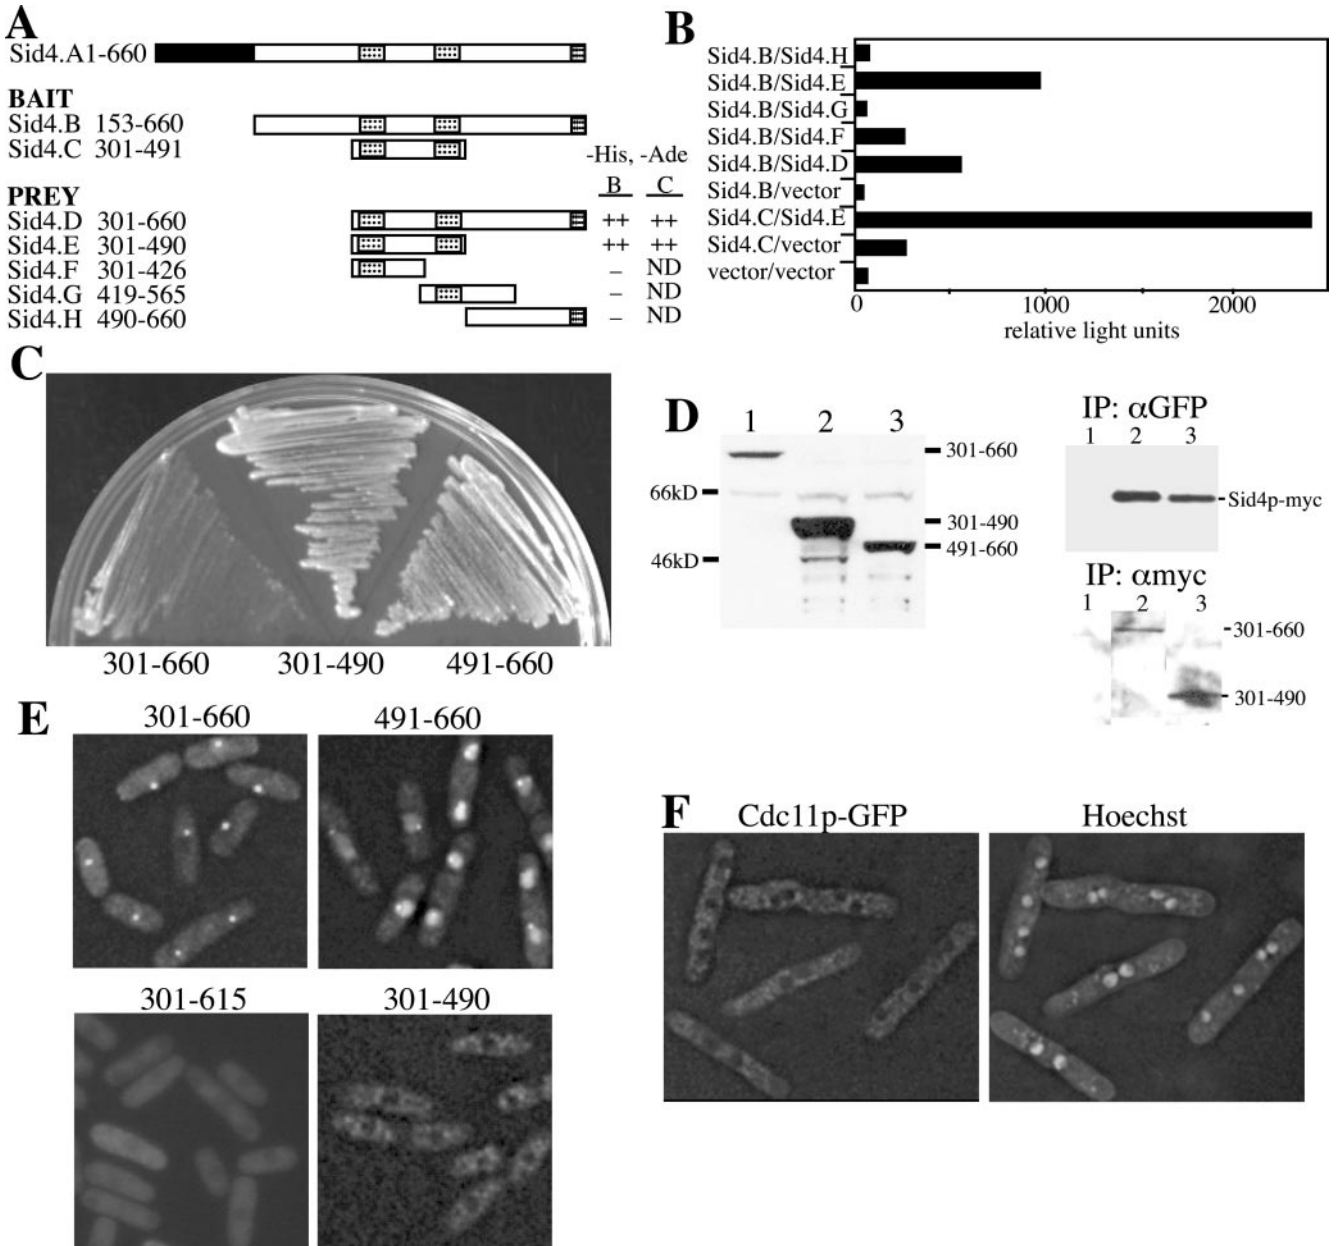 A
Sid4.A1-660
BAIT
Sid4.B 153-660
Sid4.C 301-491
-His, -Ade
B C
PREY
Sid4.D 301-660 ++ ++
Sid4.E 301-490 ++ ++
Sid4.F 301-426 – ND
Sid4.G 419-565 – ND
Sid4.H 490-660 – ND
B
Sid4.B/Sid4.H
Sid4.B/Sid4.E
Sid4.B/Sid4.G
Sid4.B/Sid4.F
Sid4.B/Sid4.D
Sid4.B/vector
Sid4.C/Sid4.E
Sid4.C/vector
vector/vector
0 1000 2000
relative light units
C
301-660 301-490 491-660
D
1 2 3
66kD
46kD
301-660
301-490
491-660
IP: αGFP
1 2 3
Sid4p-myc
IP: αmyc
1 2 3
301-660
301-490
E
301-660 491-660
301-615 301-490
F
Cdc11p-GFP Hoechst